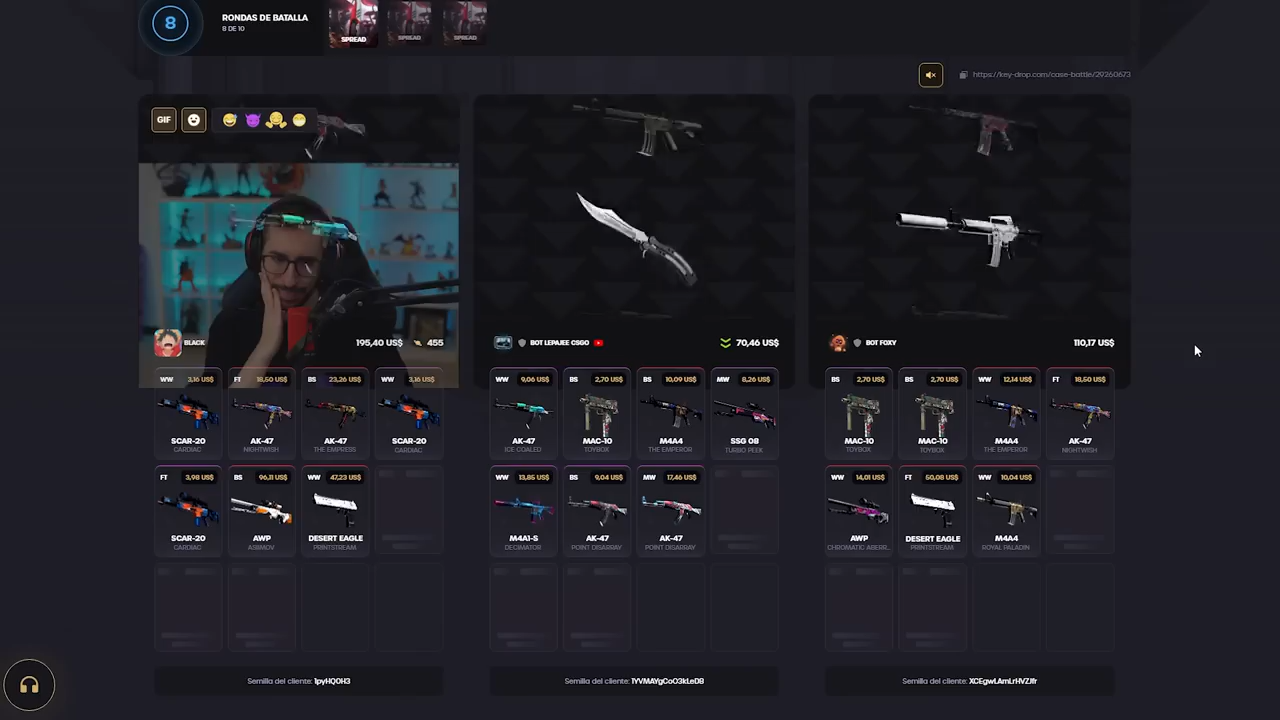 8
RONDAS DE BATALLA
8 DE 10
SPREAD
SPREAD
SPREAD
https://key-drop.com/case-battle/29260673
GIF
BLACK
195,40 US$
455
BOT LEPAJEE CSGO
70,46 US$
BOT FOXY
110,17 US$
WW 3,16 US$
FT 18,50 US$
BS 23,26 US$
WW 3,16 US$
SCAR-20
CARDIAC
AK-47
NIGHTWISH
AK-47
THE EMPRESS
SCAR-20
CARDIAC
WW 9,06 US$
BS 2,70 US$
BS 10,09 US$
MW 8,26 US$
AK-47
ICE COALED
MAC-10
TOYBOX
M4A4
THE EMPEROR
SSG 08
TURBO PEEK
BS 2,70 US$
BS 2,70 US$
WW 12,14 US$
FT 18,50 US$
MAC-10
TOYBOX
MAC-10
TOYBOX
M4A4
THE EMPEROR
AK-47
NIGHTWISH
FT 3,98 US$
BS 96,11 US$
WW 47,23 US$
SCAR-20
CARDIAC
AWP
ASIIMOV
DESERT EAGLE
PRINTSTREAM
WW 13,85 US$
BS 9,04 US$
MW 17,46 US$
M4A1-S
DECIMATOR
AK-47
POINT DISARRAY
AK-47
POINT DISARRAY
WW 14,01 US$
FT 50,08 US$
WW 10,04 US$
AWP
CHROMATIC ABERR...
DESERT EAGLE
PRINTSTREAM
M4A4
ROYAL PALADIN
Semilla del cliente: 1pyHQ0H3
Semilla del cliente: 1YVMAYgCoO3kLeD8
Semilla del cliente: XCEgwLAmLrHVZJfr